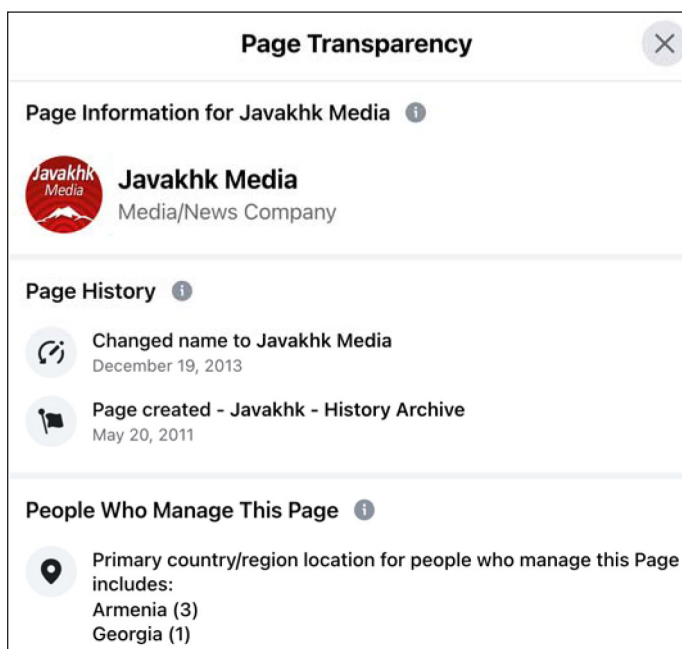 Page Transparency
Page Information for Javakhk Media
Javakhk
Media
Javakhk Media
Media/News Company
Page History
Changed name to Javakhk Media
December 19, 2013
Page created - Javakhk - History Archive
May 20, 2011
People Who Manage This Page
Primary country/region location for people who manage this Page
includes:
Armenia (3)
Georgia (1)